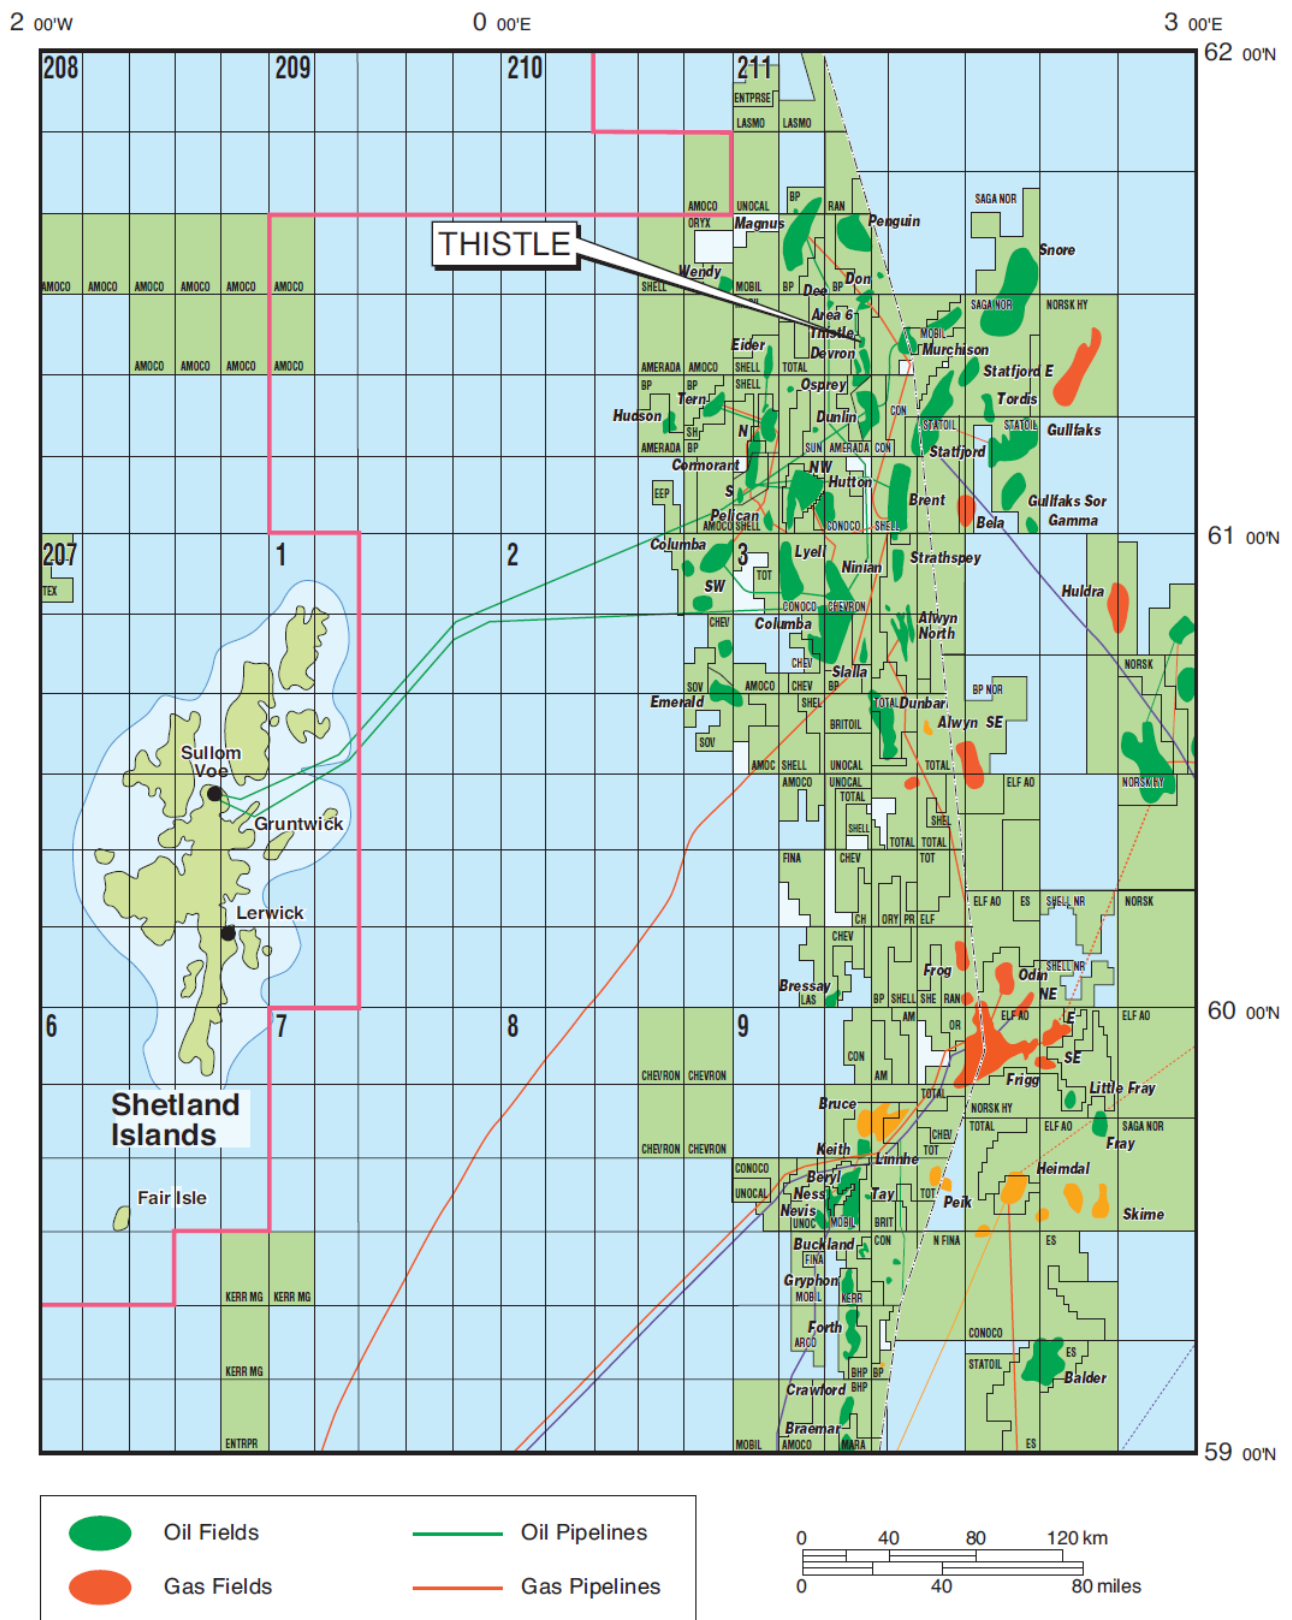 2 00'W
0 00'E
3 00'E
62 00'N
208
209
210
211
ENTPRSE
LASMO
LASMO
AMOCO
UNOCAL
BP
RAN
SAGA NOR
ORYX
Magnus
Penguin
THISTLE
Snore
Wendy
Don
AMOCO
AMOCO
AMOCO
AMOCO
AMOCO
AMOCO
SHELL
MOBIL
BP
Dee
BP
SAGA NOR
NORSK HY
Area 6
Thistle
MOBIL
Eider
Devron
Murchison
AMOCO
AMOCO
AMOCO
AMOCO
AMERADA
AMOCO
SHELL
TOTAL
Statfjord E
BP
BP
SHELL
Osprey
Tern
Tordis
Hudson
Dunlin
CON
SH
N
STATOIL
STATOIL
Gullfaks
AMERADA
BP
SUN
AMERADA
CON
Statfjord
Cormorant
NW
Hutton
EEP
S
Brent
Gullfaks Sor
Pelican
Gamma
AMOCO
SHELL
CONOCO
SHELL
Bela
61 00'N
207
1
2
3
Columba
Lyell
Strathspey
TEX
TOT
Ninian
SW
Huldra
CONOCO
CHEVRON
CHEV
Columba
Alwyn
North
CHEV
Slalla
NORSK
SOV
AMOCO
CHEV
BP
BP NOR
Emerald
SHEL
TOTAL
Dunbar
BRITOIL
Alwyn SE
SOV
Sullom
Voe
AMOC
SHELL
UNOCAL
TOTAL
AMOCO
UNOCAL
ELF AO
NORSK HY
TOTAL
Gruntwick
SHELL
SHEL
TOTAL
TOTAL
FINA
CHEV
TOT
Lerwick
ELF AO
ES
SHELL NR
NORSK
CH
ORY
PR
ELF
CHEV
Frog
Odin
SHELL NR
Bressay
NE
LAS
BP
SHELL
SHE
RAN
60 00'N
6
7
8
9
AM
OR
ELF AO
E
ELF AO
CON
SE
CHEVRON
CHEVRON
AM
Frigg
Little Fray
Shetland
Islands
TOTAL
Bruce
NORSK HY
TOTAL
ELF AO
SAGA NOR
CHEV
CHEVRON
CHEVRON
Keith
TOT
Fray
Linnhe
CONOCO
Heimdal
Beryl
UNOCAL
Ness
Tay
TOT
Fair Isle
Nevis
Peik
Skime
UNOC
MOBIL
BRIT
Buckland
CON
N FINA
ES
FINA
Gryphon
KERR MG
KERR MG
MOBIL
KERR
Forth
CONOCO
ARCO
ES
STATOIL
KERR MG
BHP
BP
Balder
Crawford
BHP
Braemar
ENTRPR
MOBIL
AMOCO
MARA
ES
59 00'N
Oil Fields
Oil Pipelines
Gas Fields
Gas Pipelines
0 40 80 120 km
0 40 80 miles